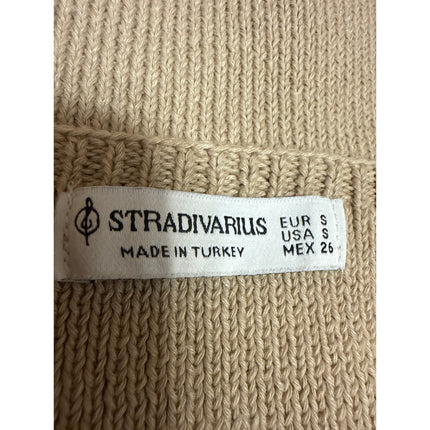 STRADIVARIUS
MADE IN TURKEY
EUR S
USA S
MEX 26